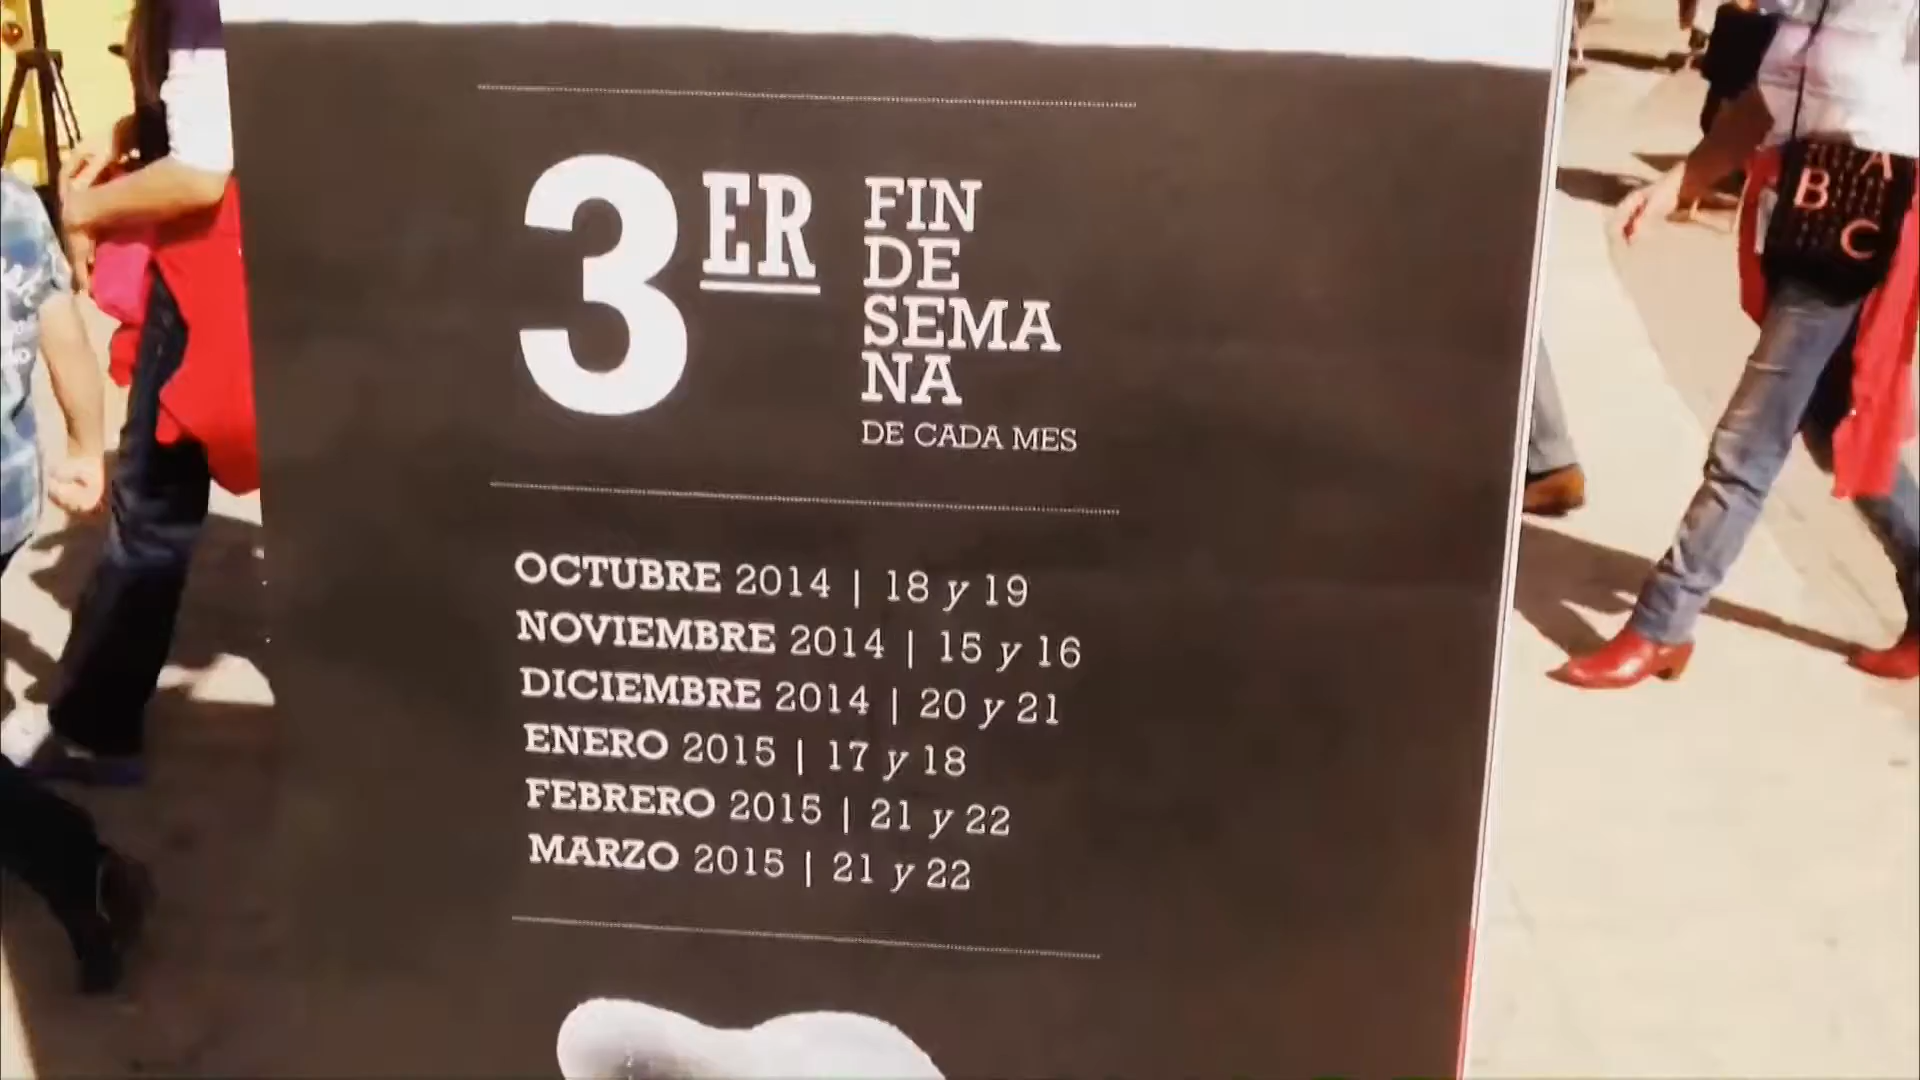 3ER
FIN
DE
SEMA
NA
DE CADA MES
OCTUBRE 2014 | 18 y 19
NOVIEMBRE 2014 | 15 y 16
DICIEMBRE 2014 | 20 y 21
ENERO 2015 | 17 y 18
FEBRERO 2015 | 21 y 22
MARZO 2015 | 21 y 22
A
B
C